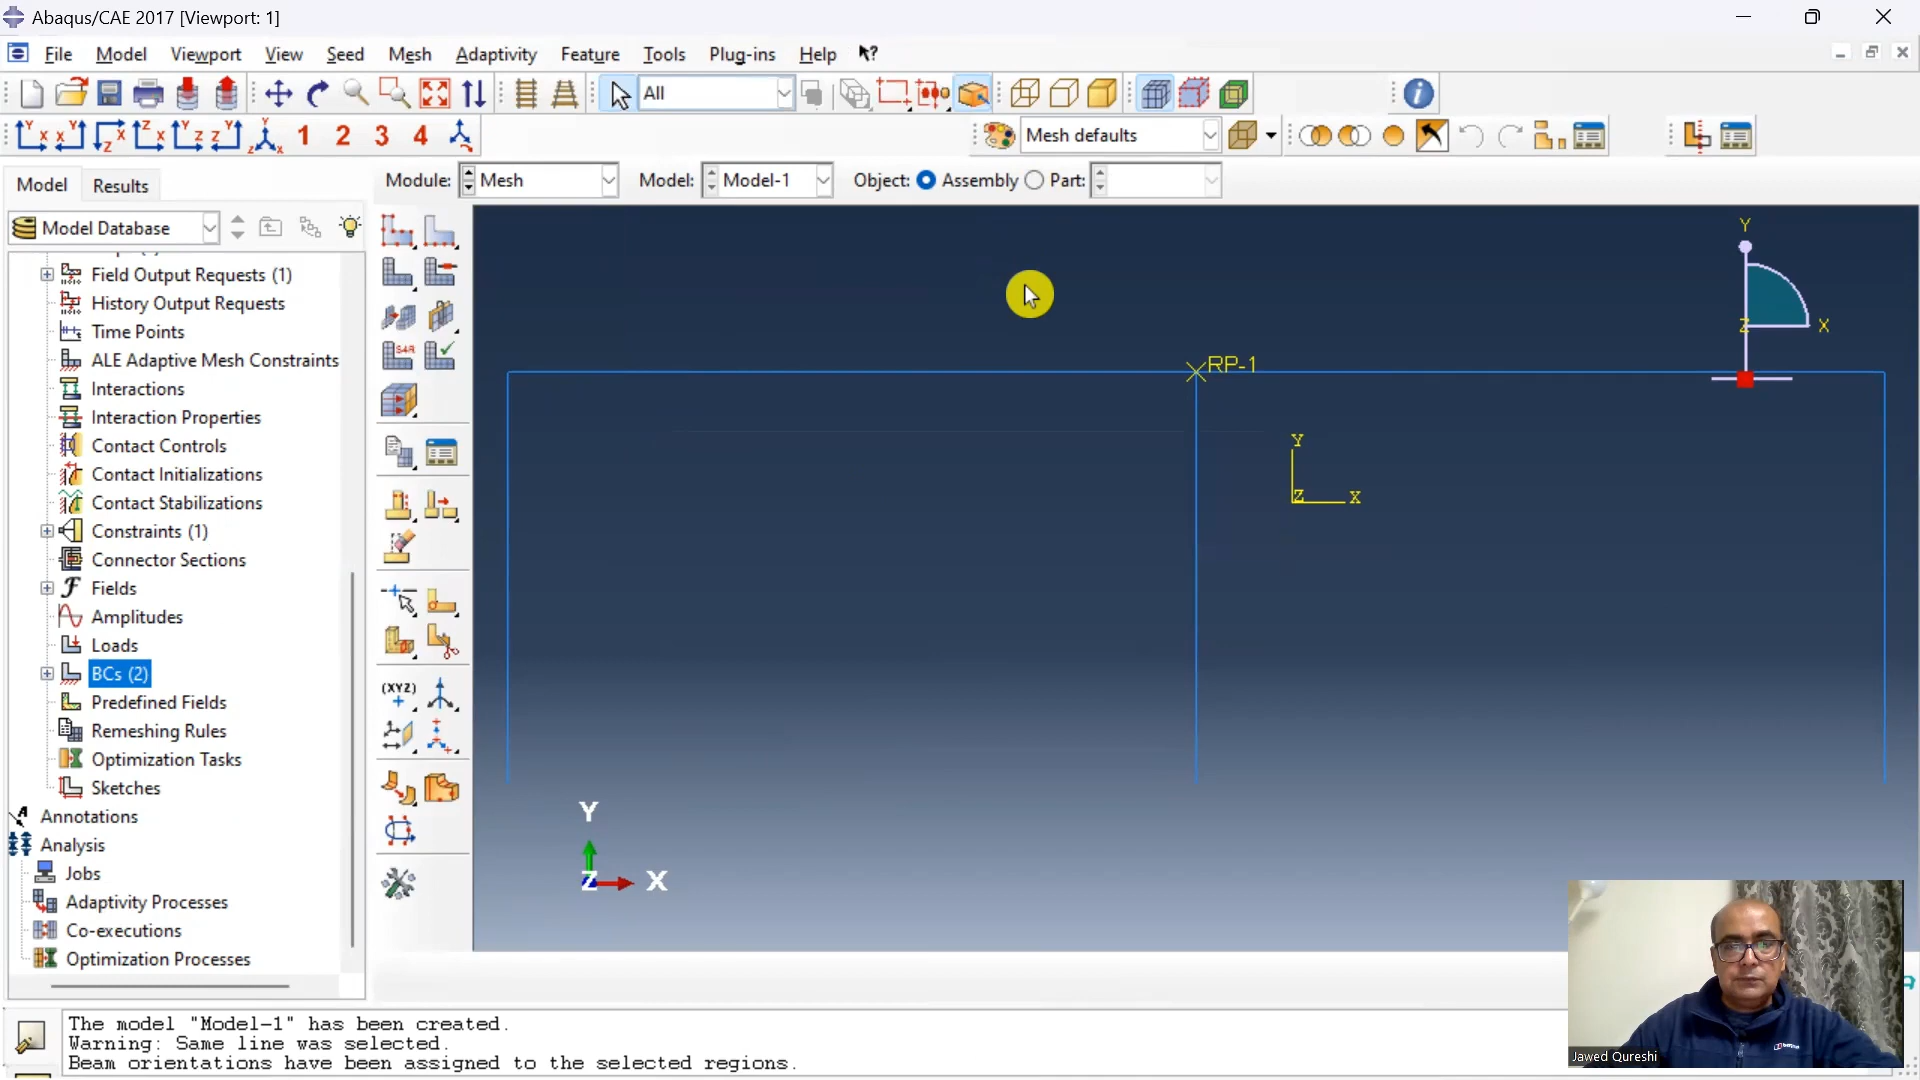 Abaqus/CAE 2017 [Viewport: 1]
File Model Viewport View Seed Mesh Adaptivity Feature Tools Plug-ins Help
All
1 2 3 4
Mesh defaults
Model Results
Module: Mesh Model: Model-1 Object: Assembly Part:
Model Database
Field Output Requests (1)
History Output Requests
Time Points
ALE Adaptive Mesh Constraints
Interactions
Interaction Properties
Contact Controls
Contact Initializations
Contact Stabilizations
Constraints (1)
Connector Sections
Fields
Amplitudes
Loads
BCs (2)
Predefined Fields
Remeshing Rules
Optimization Tasks
Sketches
Annotations
Analysis
Jobs
Adaptivity Processes
Co-executions
Optimization Processes
(XYZ)
Y
Z X
RP-1
Y
Z X
Y
Z X
The model "Model-1" has been created.
Warning: Same line was selected.
Beam orientations have been assigned to the selected regions.
Jawed Qureshi